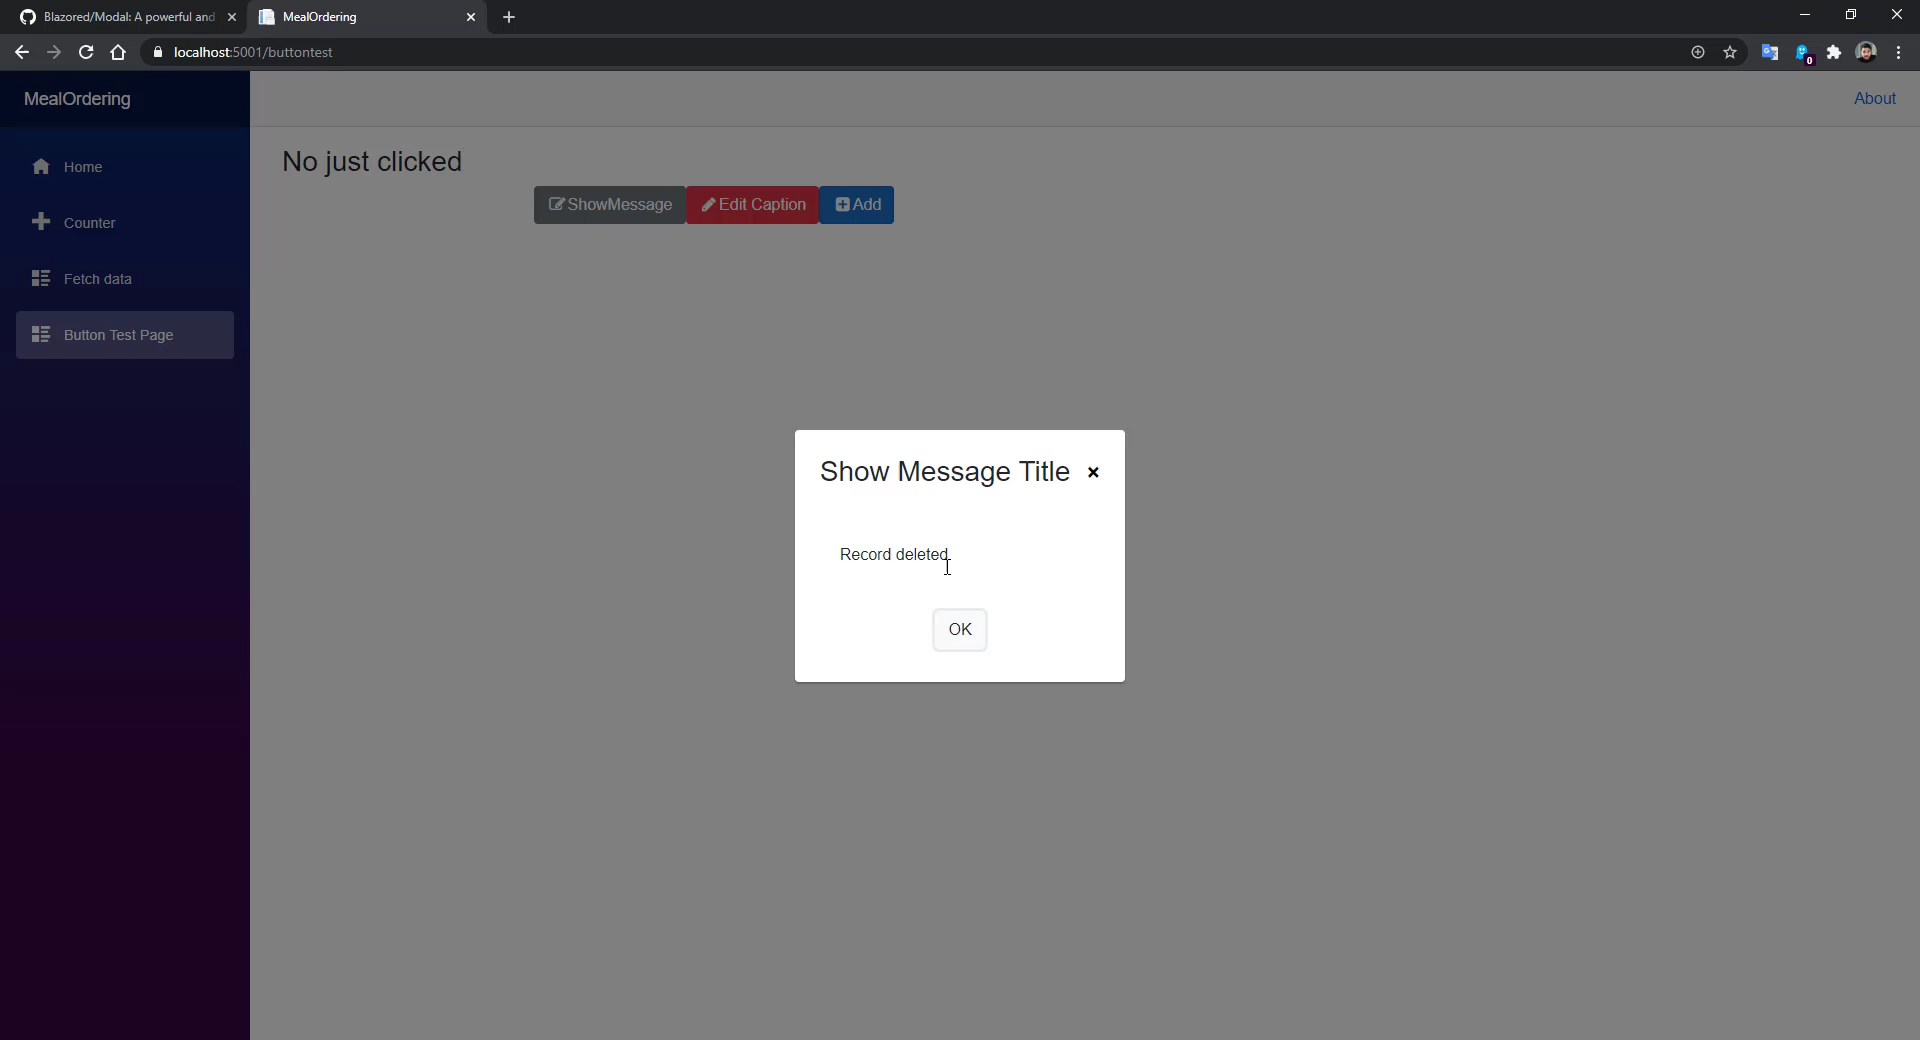 Blazored/Modal: A powerful and
MealOrdering
localhost:5001/buttontest
0
MealOrdering
About
Home
Counter
Fetch data
Button Test Page
No just clicked
ShowMessage
Edit Caption
Add
Show Message Title
Record deleted
OK